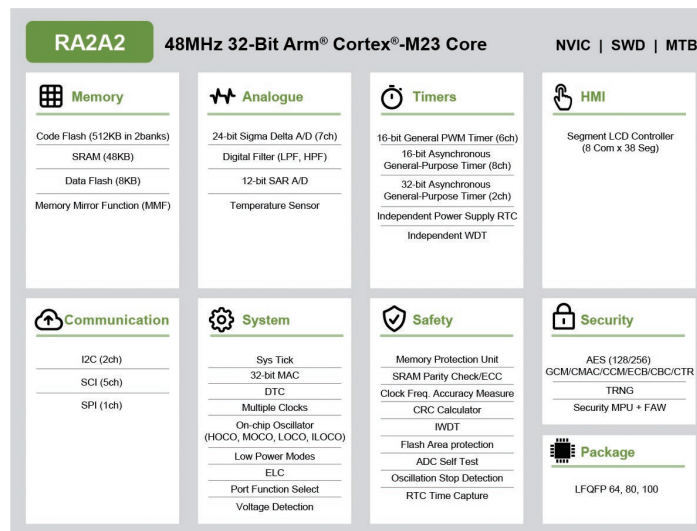 RA2A2
48MHz 32-Bit Arm® Cortex®-M23 Core
NVIC | SWD | MTB
Memory
Code Flash (512KB in 2banks)
SRAM (48KB)
Data Flash (8KB)
Memory Mirror Function (MMF)
Analogue
24-bit Sigma Delta A/D (7ch)
Digital Filter (LPF, HPF)
12-bit SAR A/D
Temperature Sensor
Timers
16-bit General PWM Timer (6ch)
16-bit Asynchronous
General-Purpose Timer (8ch)
32-bit Asynchronous
General-Purpose Timer (2ch)
Independent Power Supply RTC
Independent WDT
HMI
Segment LCD Controller
(8 Com x 38 Seg)
Communication
I2C (2ch)
SCI (5ch)
SPI (1ch)
System
Sys Tick
32-bit MAC
DTC
Multiple Clocks
On-chip Oscillator
(HOCO, MOCO, LOCO, ILOCO)
Low Power Modes
ELC
Port Function Select
Voltage Detection
Safety
Memory Protection Unit
SRAM Parity Check/ECC
Clock Freq. Accuracy Measure
CRC Calculator
IWDT
Flash Area protection
ADC Self Test
Oscillation Stop Detection
RTC Time Capture
Security
AES (128/256)
GCM/CMAC/CCM/ECB/CBC/CTR
TRNG
Security MPU + FAW
Package
LFQFP 64, 80, 100